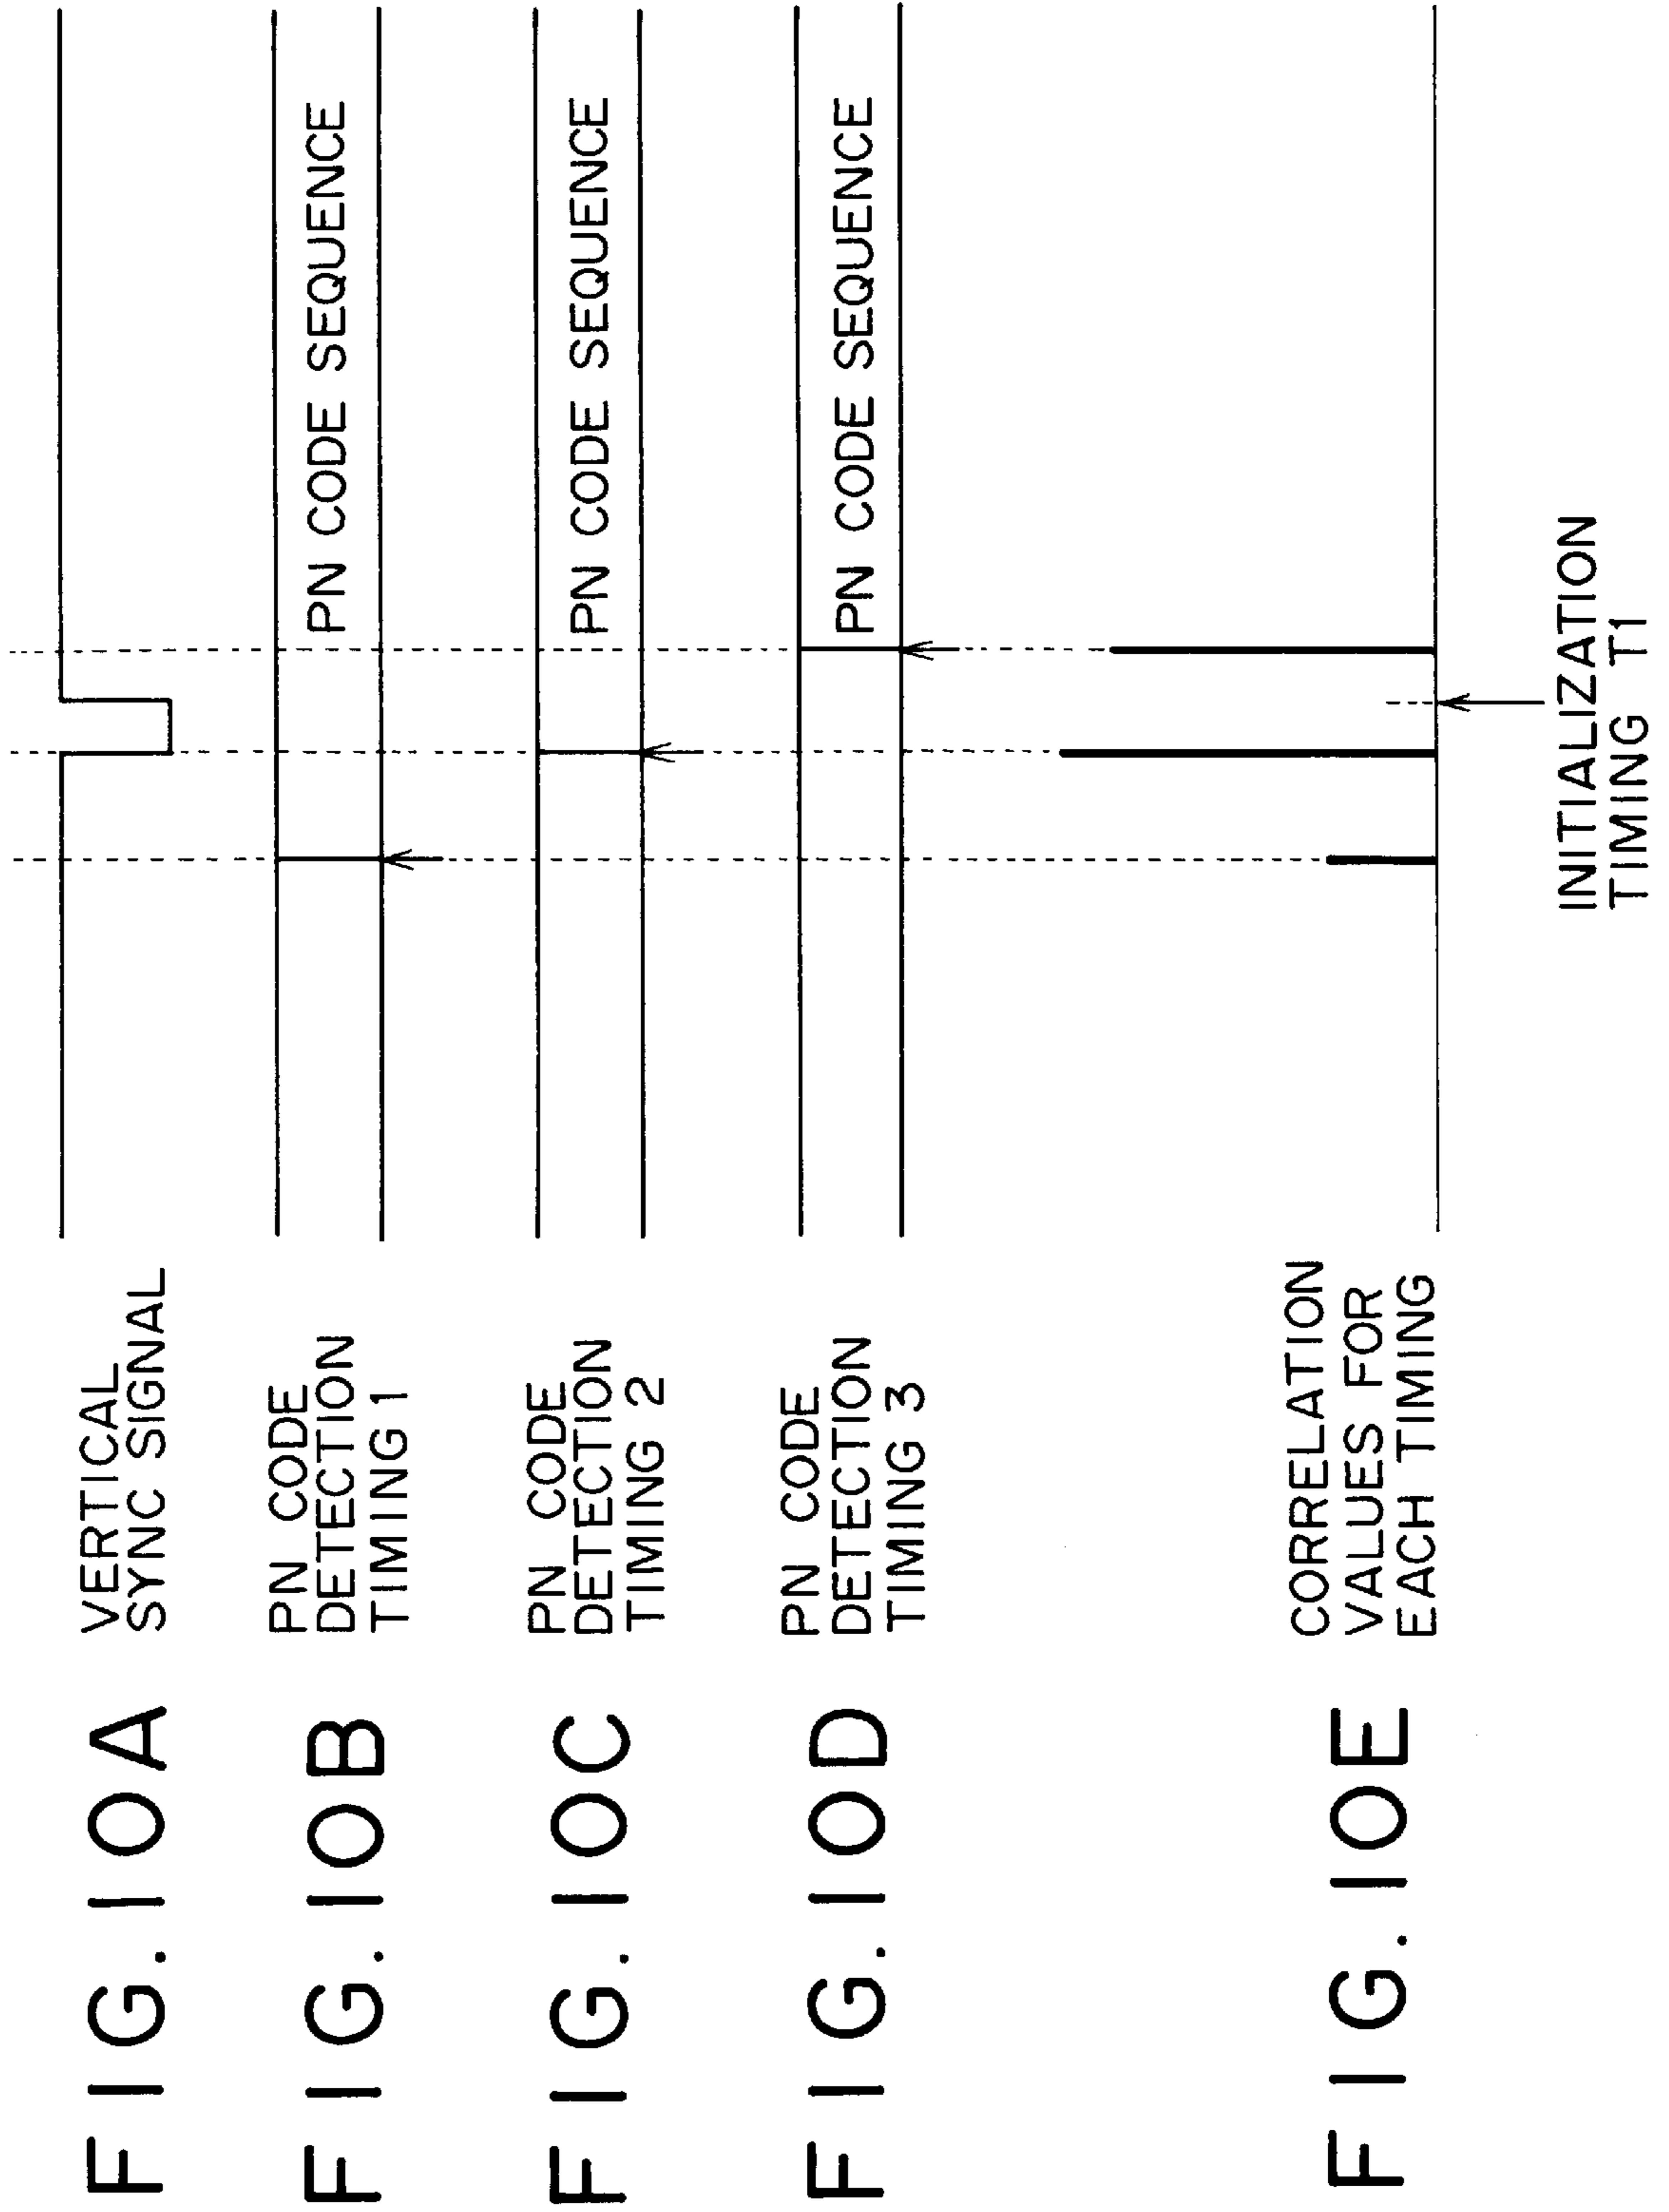 FIG. 10A
VERTICAL
SYNC SIGNAL
FIG. 10B
PN CODE
DETECTION
TIMING 1
PN CODE SEQUENCE
FIG. 10C
PN CODE
DETECTION
TIMING 2
PN CODE SEQUENCE
FIG. 10D
PN CODE
DETECTION
TIMING 3
PN CODE SEQUENCE
FIG. 10E
CORRELATION
VALUES FOR
EACH TIMING
INITIALIZATION
TIMING T1